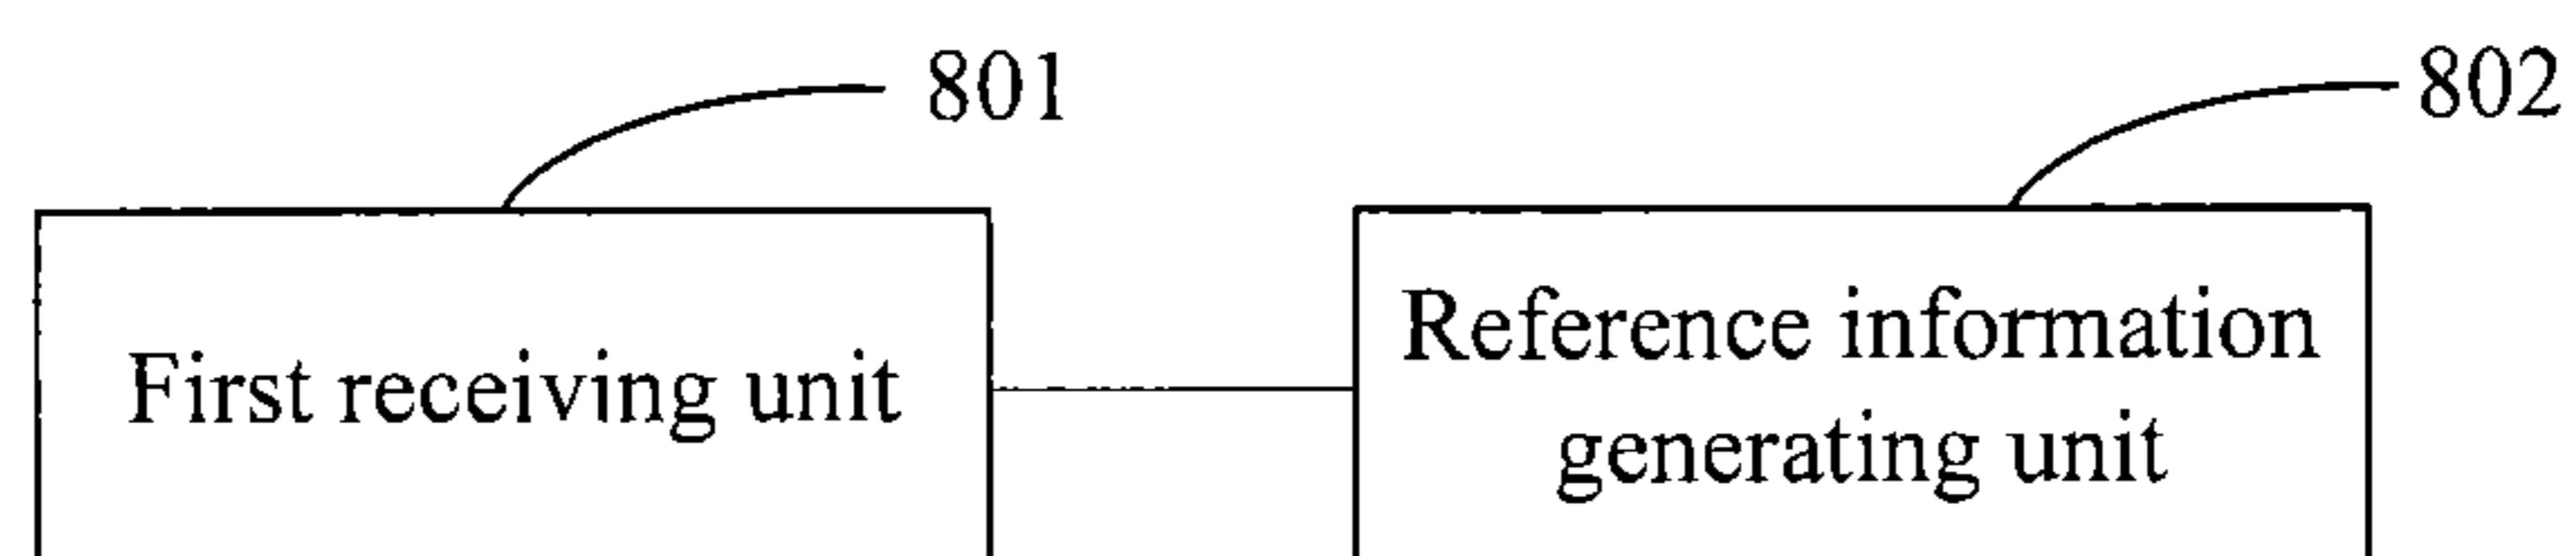 801
802
First receiving unit
Reference information
generating unit